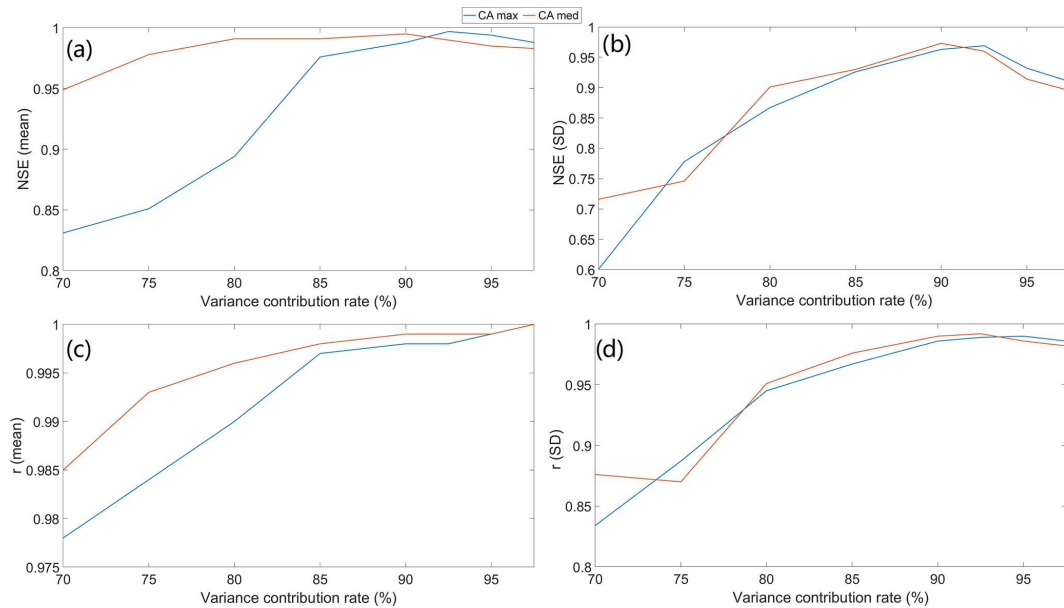 CA max CA med
(a)
NSE (mean)
1
0.95
0.9
0.85
0.8
70 75 80 85 90 95
Variance contribution rate (%)
(b)
NSE (SD)
1
0.95
0.9
0.85
0.8
0.75
0.7
0.65
0.6
70 75 80 85 90 95
Variance contribution rate (%)
(c)
r (mean)
1
0.995
0.99
0.985
0.98
0.975
70 75 80 85 90 95
Variance contribution rate (%)
(d)
r (SD)
1
0.95
0.9
0.85
0.8
70 75 80 85 90 95
Variance contribution rate (%)